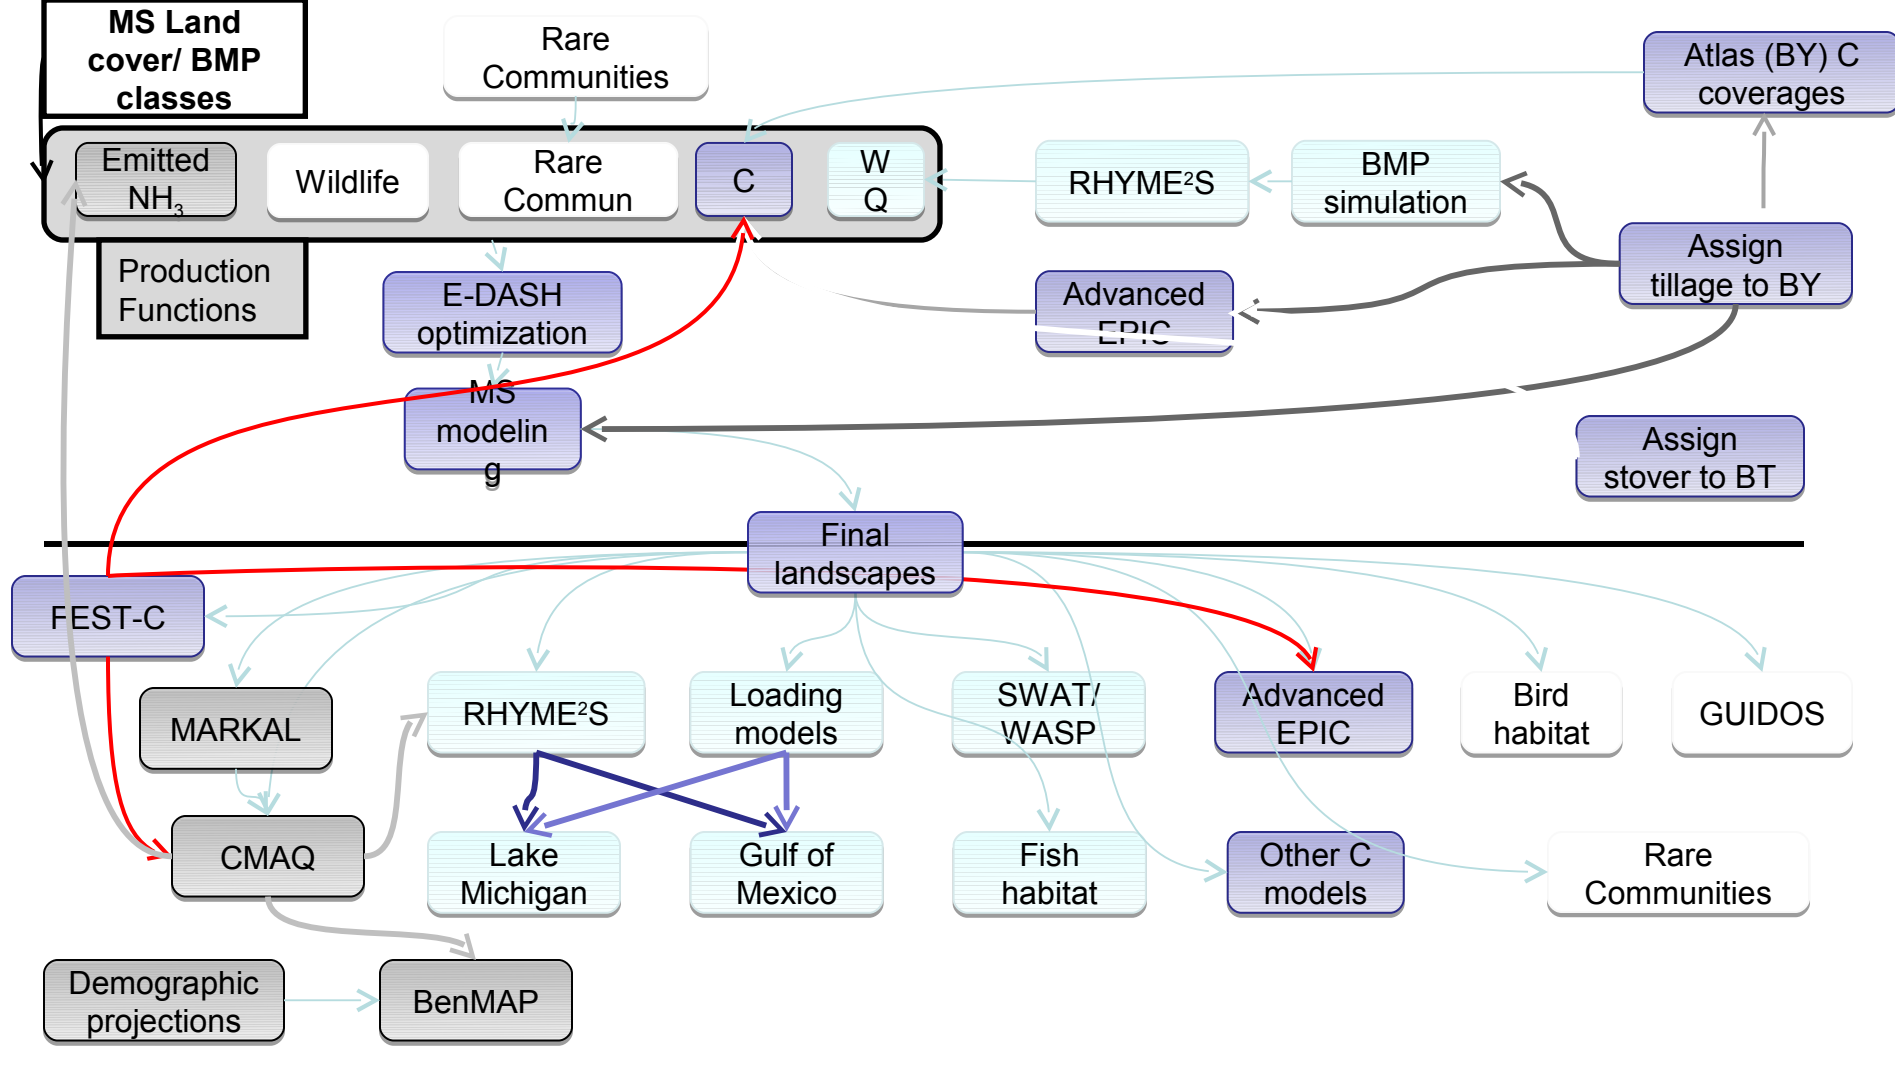 MS Land
cover/ BMP
classes
Rare
Communities
Atlas (BY) C
coverages
Emitted
NH₃
Wildlife
Rare
Commun
C
W
Q
RHYME²S
BMP
simulation
Assign
tillage to BY
Production
Functions
E-DASH
optimization
Advanced
EPIC
MS
modelin
g
Assign
stover to BT
Final
landscapes
FEST-C
MARKAL
RHYME²S
Loading
models
SWAT/
WASP
Advanced
EPIC
Bird
habitat
GUIDOS
CMAQ
Lake
Michigan
Gulf of
Mexico
Fish
habitat
Other C
models
Rare
Communities
Demographic
projections
BenMAP